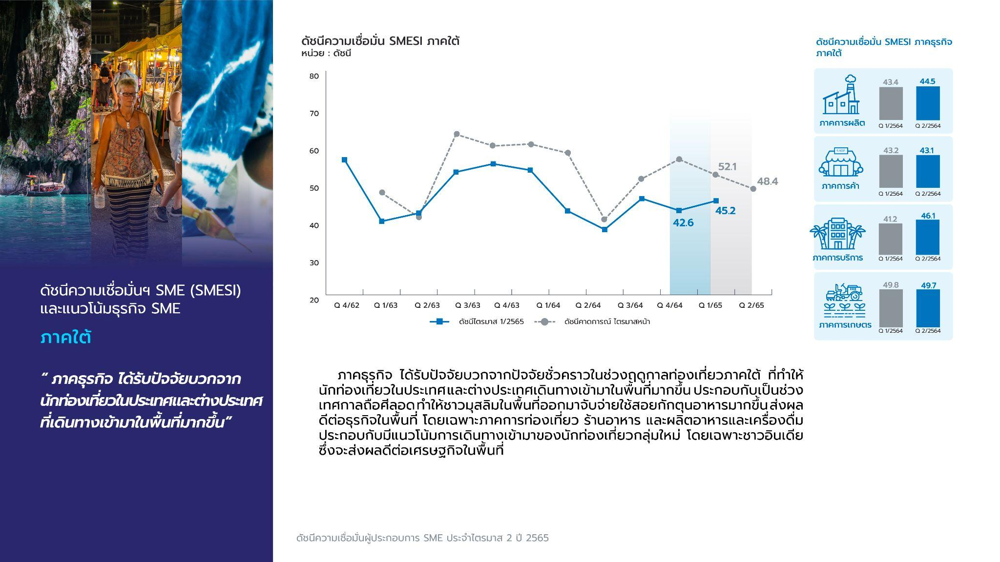 ดัชนีความเชื่อมั่นฯ SME (SMESI)
และแนวโน้มธุรกิจ SME
ภาคใต้
“ ภาคธุรกิจ ได้รับปัจจัยบวกจาก
นักท่องเที่ยวในประเทศและต่างประเทศ
ที่เดินทางเข้ามาในพื้นที่มากขึ้น”
ดัชนีความเชื่อมั่น SMESI ภาคใต้
หน่วย : ดัชนี
80
70
60
50
40
30
20
52.1
48.4
42.6
45.2
Q 4/62 Q 1/63 Q 2/63 Q 3/63 Q 4/63 Q 1/64 Q 2/64 Q 3/64 Q 4/64 Q 1/65 Q 2/65
ดัชนีไตรมาส 1/2565 ดัชนีคาดการณ์ ไตรมาสหน้า
ดัชนีความเชื่อมั่น SMESI ภาคธุรกิจ
ภาคใต้
43.4 44.5
ภาคการผลิต
Q 1/2564 Q 2/2564
SHOP
43.2 43.1
ภาคการค้า
Q 1/2564 Q 2/2564
41.2 46.1
ภาคการบริการ
Q 1/2564 Q 2/2564
49.8 49.7
ภาคการเกษตร
Q 1/2564 Q 2/2564
ภาคธุรกิจ ได้รับปัจจัยบวกจากปัจจัยชั่วคราวในช่วงฤดูกาลท่องเที่ยวภาคใต้ ที่ทำให้
นักท่องเที่ยวในประเทศและต่างประเทศเดินทางเข้ามาในพื้นที่มากขึ้น ประกอบกับเป็นช่วง
เทศกาลถือศีลอดทำให้ชาวมุสลิมในพื้นที่ออกมาจับจ่ายใช้สอยกักตุนอาหารมากขึ้นส่งผล
ดีต่อธุรกิจในพื้นที่ โดยเฉพาะภาคการท่องเที่ยว ร้านอาหาร และผลิตอาหารและเครื่องดื่ม
ประกอบกับมีแนวโน้มการเดินทางเข้ามาของนักท่องเที่ยวกลุ่มใหม่ โดยเฉพาะชาวอินเดีย
ซึ่งจะส่งผลดีต่อเศรษฐกิจในพื้นที่
ดัชนีความเชื่อมั่นผู้ประกอบการ SME ประจำไตรมาส 2 ปี 2565